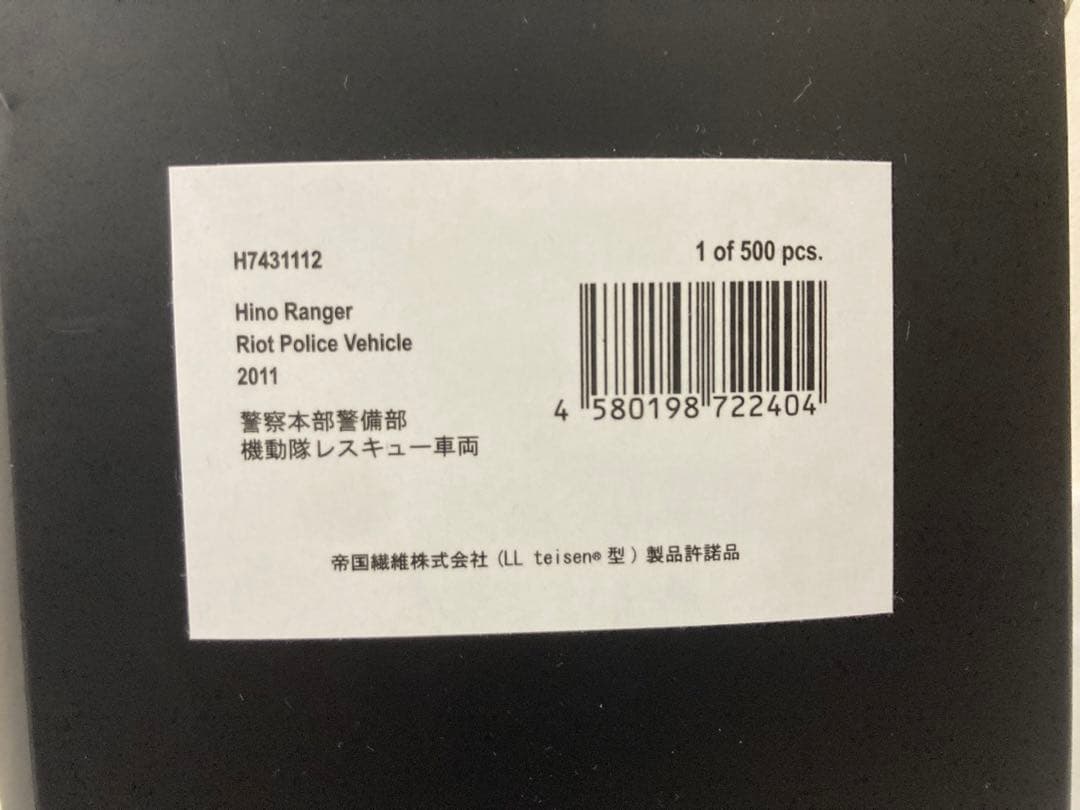 H7431112
1 of 500 pcs.
Hino Ranger
Riot Police Vehicle
2011
4 580198 722404
警察本部警備部
機動隊レスキュー車両
帝国繊維株式会社(LL teisen®型)製品許諾品